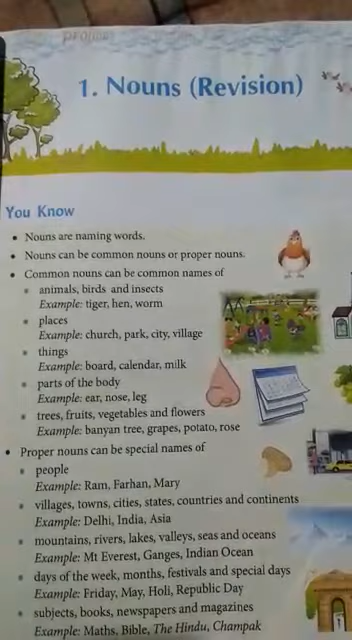 1. Nouns (Revision)
You Know
• Nouns are naming words.
• Nouns can be common nouns or proper nouns.
• Common nouns can be common names of
• animals, birds and insects
Example: tiger, hen, worm
• places
Example: church, park, city, village
• things
Example: board, calendar, milk
• parts of the body
Example: ear, nose, leg
• trees, fruits, vegetables and flowers
Example: banyan tree, grapes, potato, rose
• Proper nouns can be special names of
• people
Example: Ram, Farhan, Mary
• villages, towns, cities, states, countries and continents
Example: Delhi, India, Asia
• mountains, rivers, lakes, valleys, seas and oceans
Example: Mt Everest, Ganges, Indian Ocean
• days of the week, months, festivals and special days
Example: Friday, May, Holi, Republic Day
• subjects, books, newspapers and magazines
Example: Maths, Bible, The Hindu, Champak